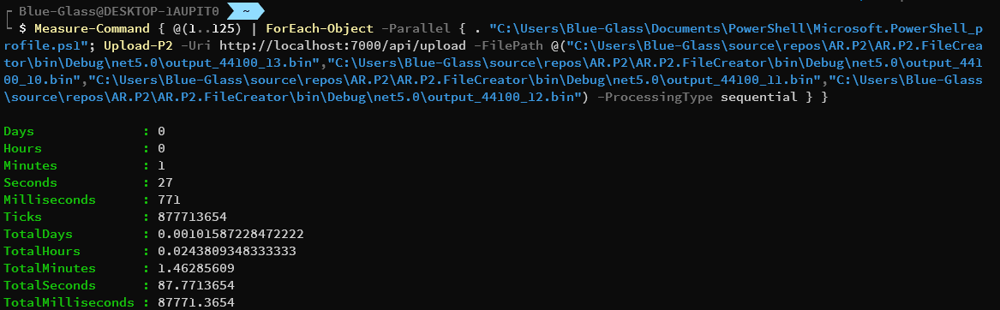 Blue-Glass@DESKTOP-1AUPIT0 ~
$ Measure-Command { @(1..125) | ForEach-Object -Parallel { . "C:\Users\Blue-Glass\Documents\PowerShell\Microsoft.PowerShell_p
rofile.ps1"; Upload-P2 -Uri http://localhost:7000/api/upload -FilePath @("C:\Users\Blue-Glass\source\repos\AR.P2\AR.P2.FileCrea
tor\bin\Debug\net5.0\output_44100_13.bin","C:\Users\Blue-Glass\source\repos\AR.P2\AR.P2.FileCreator\bin\Debug\net5.0\output_441
00_10.bin","C:\Users\Blue-Glass\source\repos\AR.P2\AR.P2.FileCreator\bin\Debug\net5.0\output_44100_11.bin","C:\Users\Blue-Glass
\source\repos\AR.P2\AR.P2.FileCreator\bin\Debug\net5.0\output_44100_12.bin") -ProcessingType sequential } }
Days : 0
Hours : 0
Minutes : 1
Seconds : 27
Milliseconds : 771
Ticks : 877713654
TotalDays : 0.00101587228472222
TotalHours : 0.0243809348333333
TotalMinutes : 1.46285609
TotalSeconds : 87.7713654
TotalMilliseconds : 87771.3654